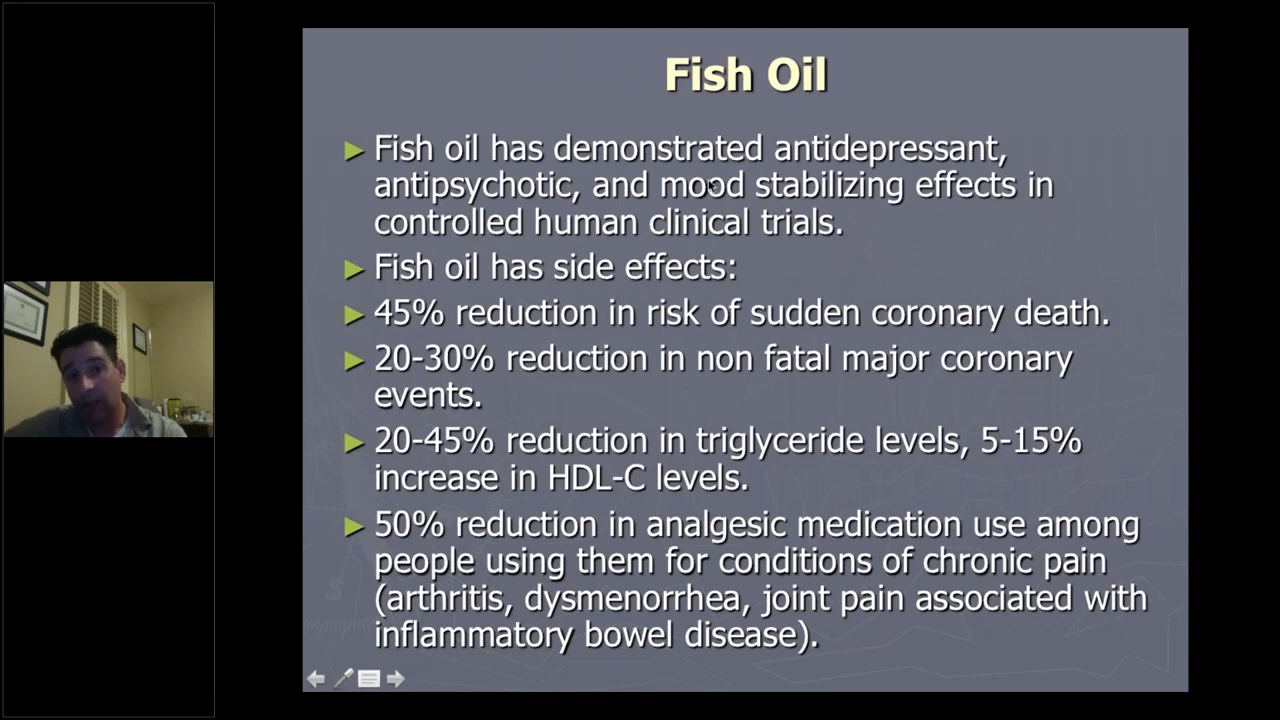 Fish Oil
► Fish oil has demonstrated antidepressant,
antipsychotic, and mood stabilizing effects in
controlled human clinical trials.
► Fish oil has side effects:
► 45% reduction in risk of sudden coronary death.
► 20-30% reduction in non fatal major coronary
events.
► 20-45% reduction in triglyceride levels, 5-15%
increase in HDL-C levels.
► 50% reduction in analgesic medication use among
people using them for conditions of chronic pain
(arthritis, dysmenorrhea, joint pain associated with
inflammatory bowel disease).